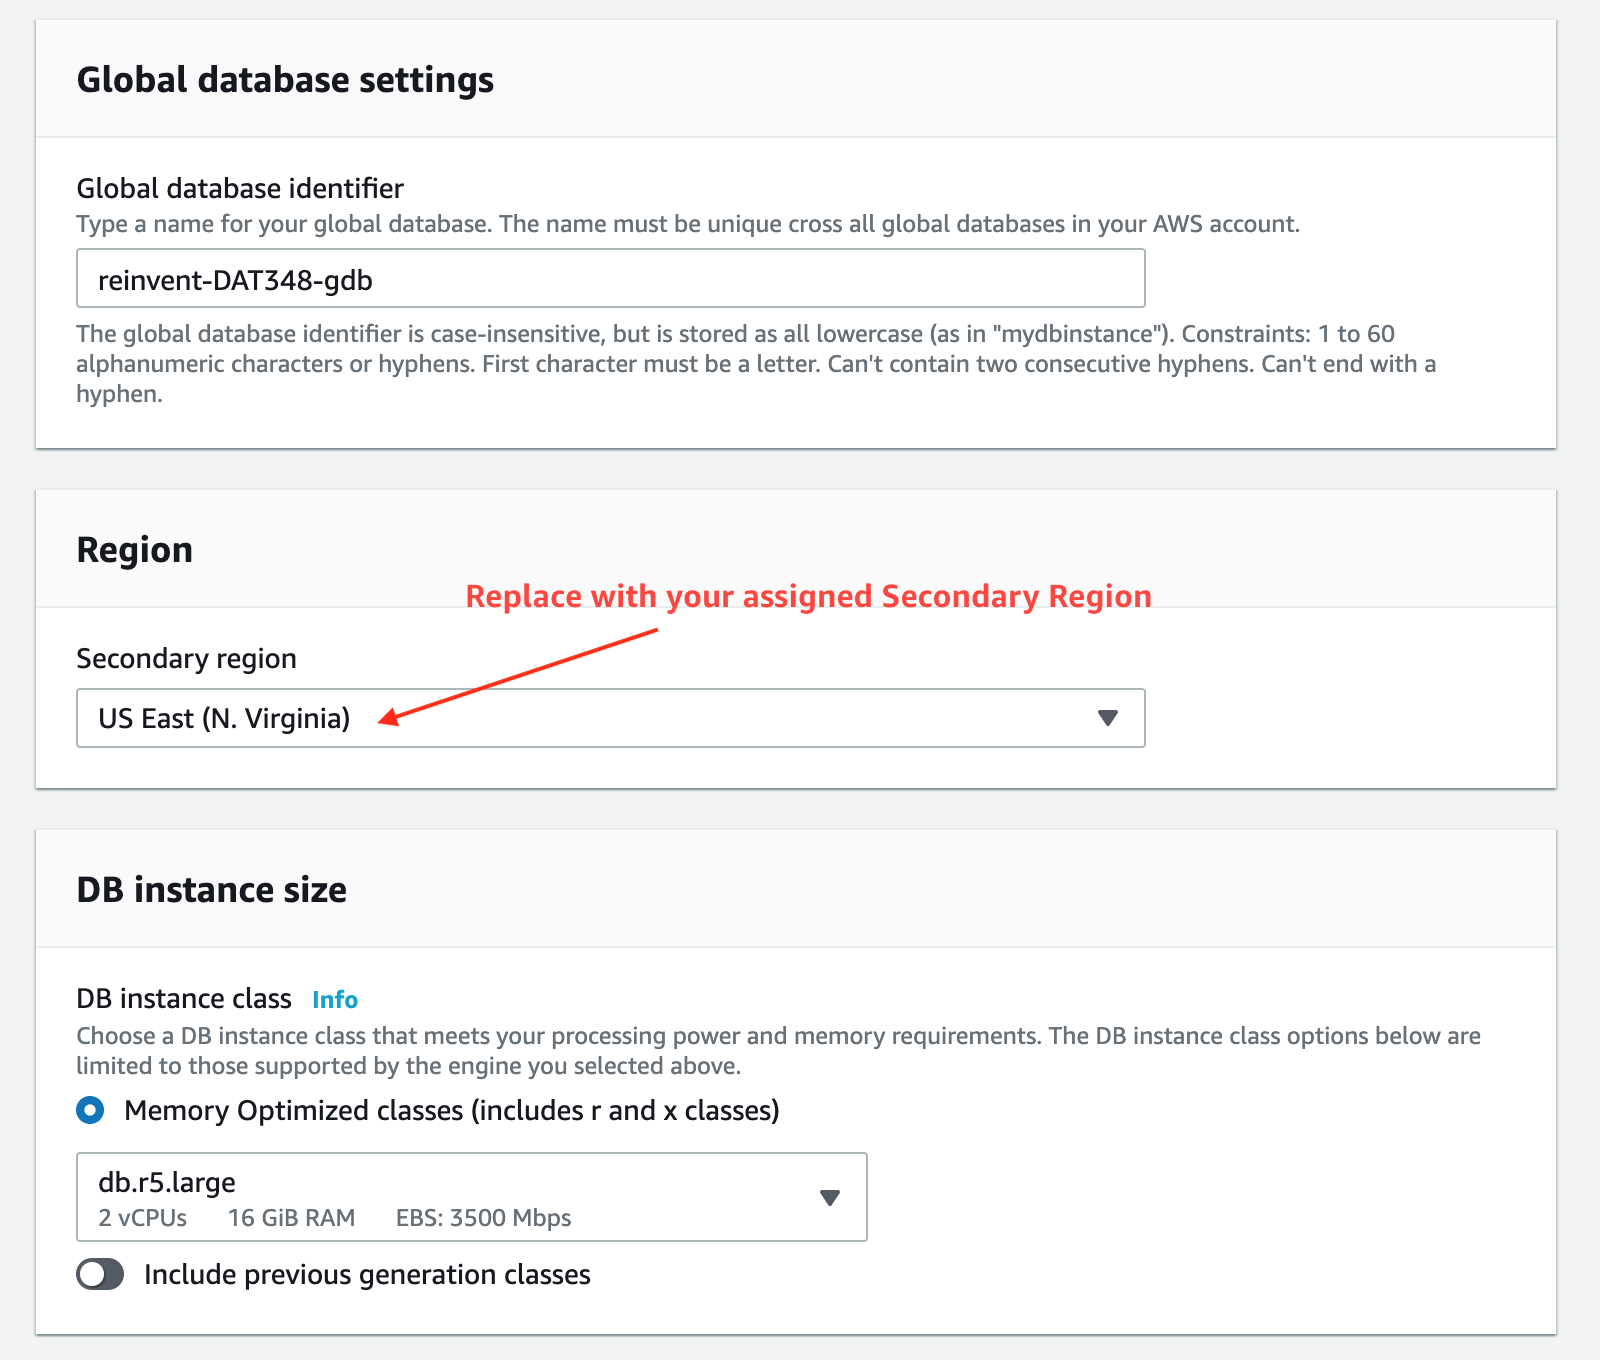 Global database settings
Global database identifier
Type a name for your global database. The name must be unique cross all global databases in your AWS account.
reinvent-DAT348-gdb
The global database identifier is case-insensitive, but is stored as all lowercase (as in "mydbinstance"). Constraints: 1 to 60
alphanumeric characters or hyphens. First character must be a letter. Can't contain two consecutive hyphens. Can't end with a
hyphen.
Region
Replace with your assigned Secondary Region
Secondary region
US East (N. Virginia)
DB instance size
DB instance class Info
Choose a DB instance class that meets your processing power and memory requirements. The DB instance class options below are
limited to those supported by the engine you selected above.
Memory Optimized classes (includes r and x classes)
db.r5.large
2 vCPUs 16 GiB RAM EBS: 3500 Mbps
Include previous generation classes